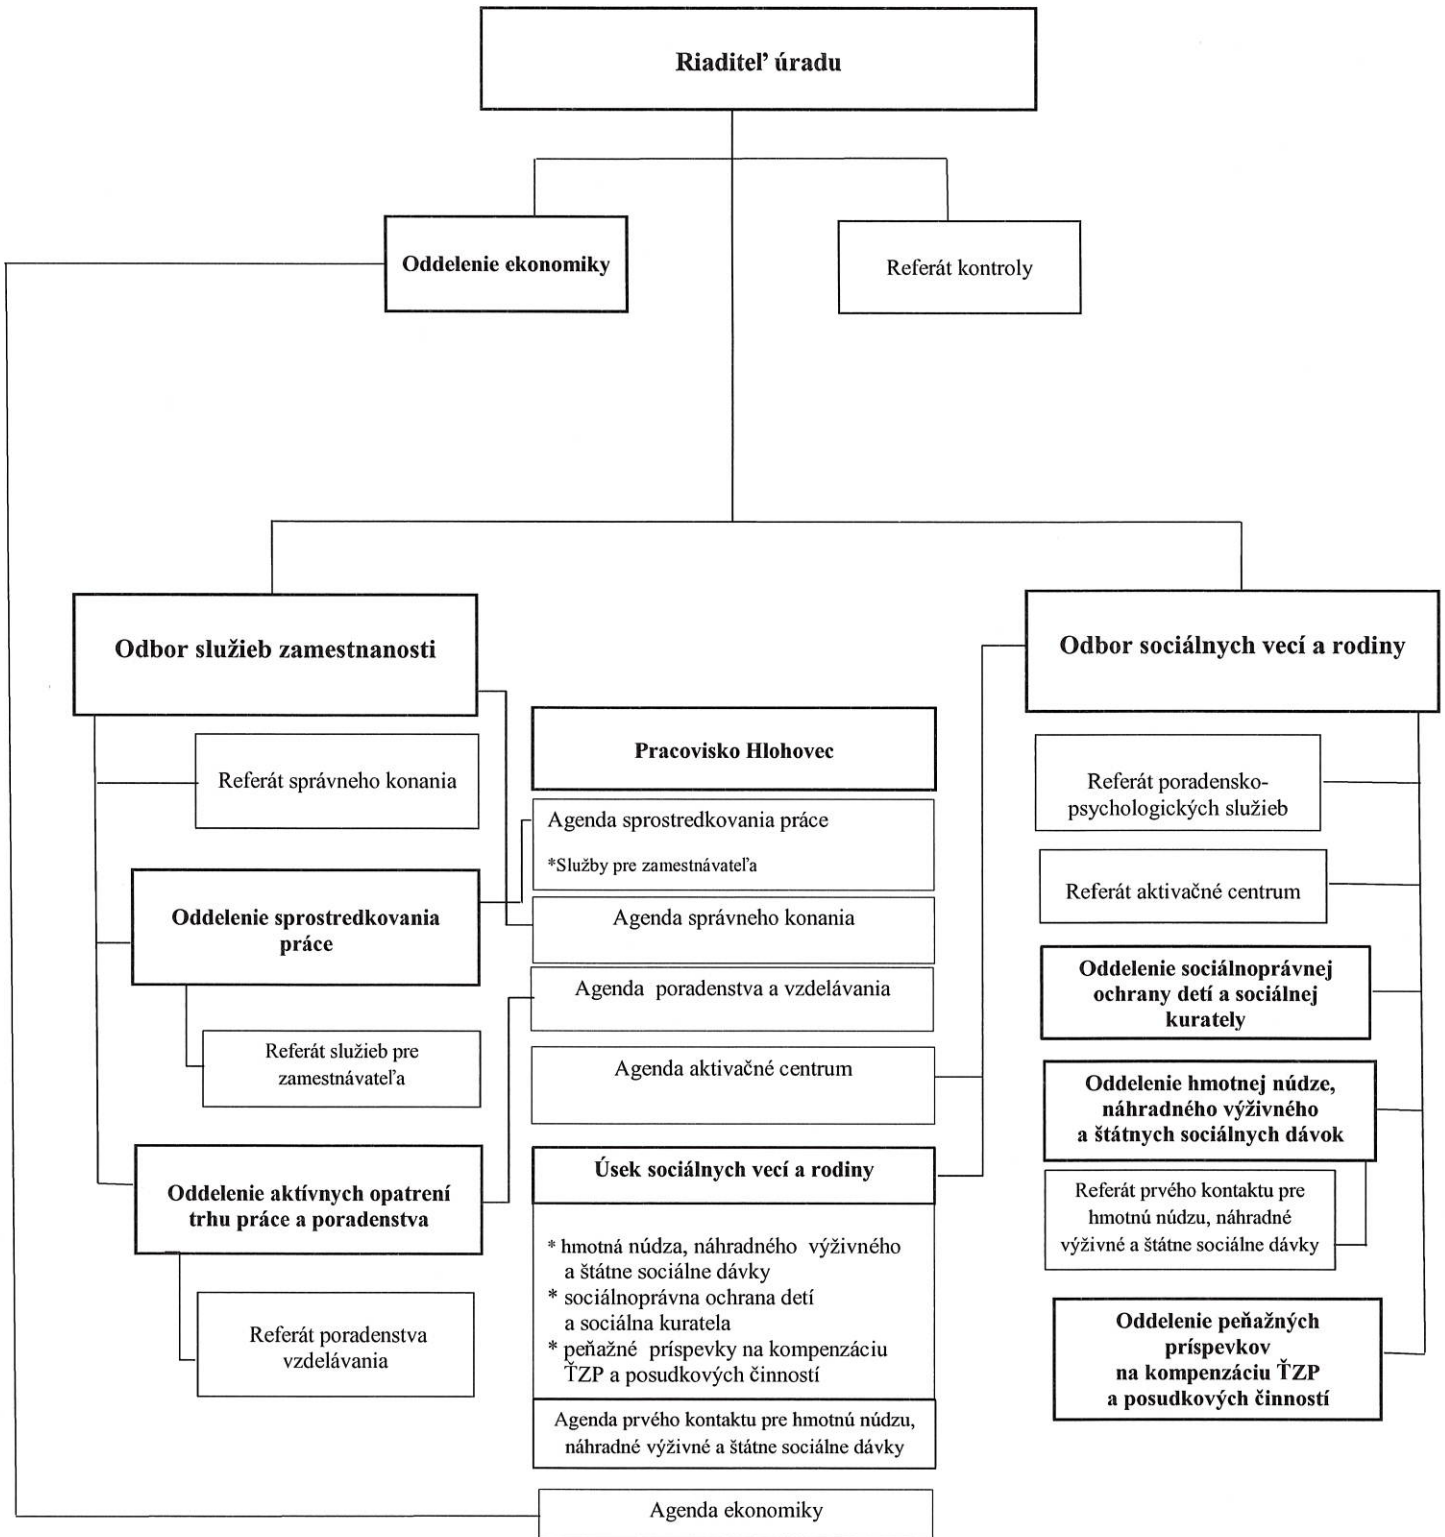 Riaditeľ úradu
Oddelenie ekonomiky
Referát kontroly
Odbor služieb zamestnanosti
Referát správneho konania
Oddelenie sprostredkovania
práce
Referát služieb pre
zamestnávateľa
Oddelenie aktívnych opatrení
trhu práce a poradenstva
Referát poradenstva
vzdelávania
Pracovisko Hlohovec
Agenda sprostredkovania práce
*Služby pre zamestnávateľa
Agenda správneho konania
Agenda poradenstva a vzdelávania
Agenda aktivačné centrum
Úsek sociálnych vecí a rodiny
* hmotná núdza, náhradného výživného
a štátne sociálne dávky
* sociálnoprávna ochrana detí
a sociálna kuratela
* peňažné príspevky na kompenzáciu
ŤZP a posudkových činností
Agenda prvého kontaktu pre hmotnú núdzu,
náhradné výživné a štátne sociálne dávky
Agenda ekonomiky
Odbor sociálnych vecí a rodiny
Referát poradensko-
psychologických služieb
Referát aktivačné centrum
Oddelenie sociálnoprávnej
ochrany detí a sociálnej
kurately
Oddelenie hmotnej núdze,
náhradného výživného
a štátnych sociálnych dávok
Referát prvého kontaktu pre
hmotnú núdzu, náhradné
výživné a štátne sociálne dávky
Oddelenie peňažných
príspevkov
na kompenzáciu ŤZP
a posudkových činností